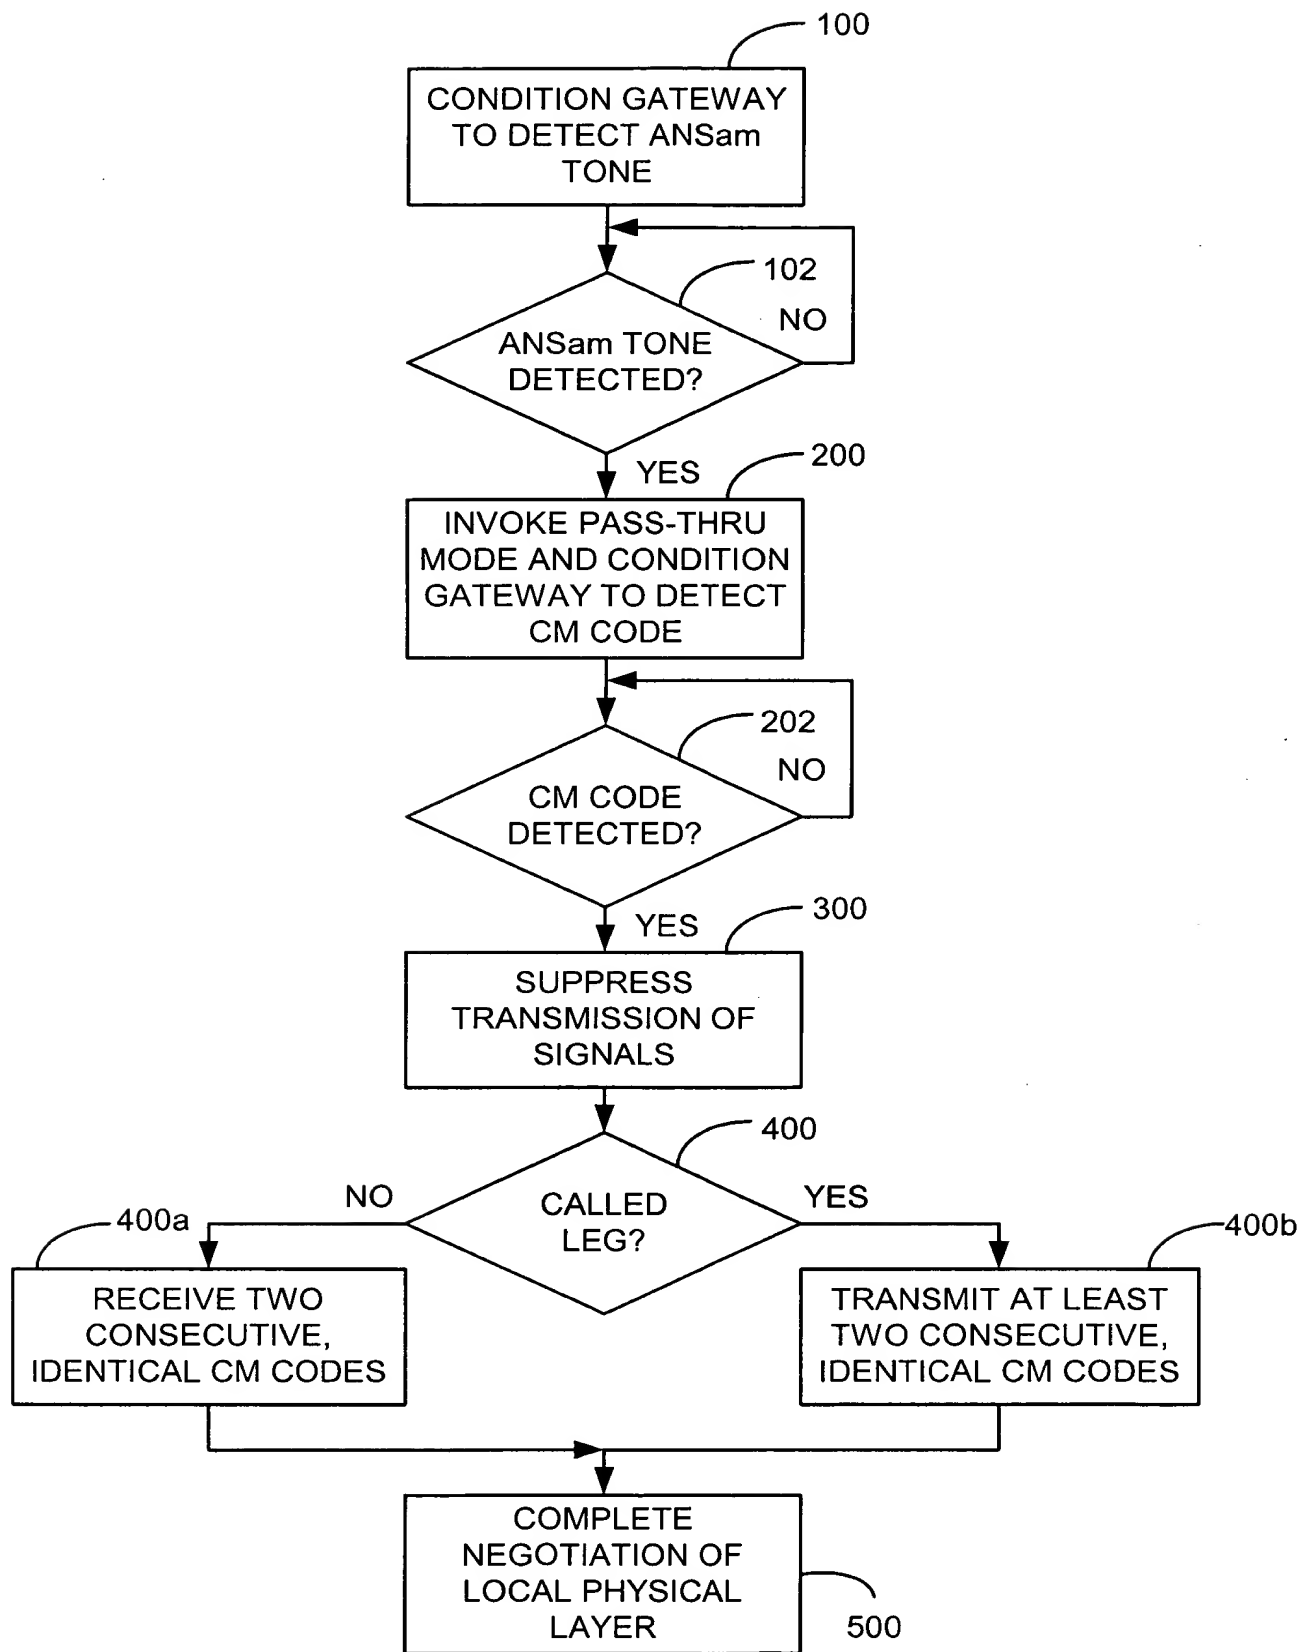 100
CONDITION GATEWAY
TO DETECT ANSam
TONE
102
NO
ANSam TONE
DETECTED?
YES
200
INVOKE PASS-THRU
MODE AND CONDITION
GATEWAY TO DETECT
CM CODE
202
NO
CM CODE
DETECTED?
YES
300
SUPPRESS
TRANSMISSION OF
SIGNALS
400
NO
CALLED
LEG?
YES
400a
400b
RECEIVE TWO
CONSECUTIVE,
IDENTICAL CM CODES
TRANSMIT AT LEAST
TWO CONSECUTIVE,
IDENTICAL CM CODES
COMPLETE
NEGOTIATION OF
LOCAL PHYSICAL
LAYER
500